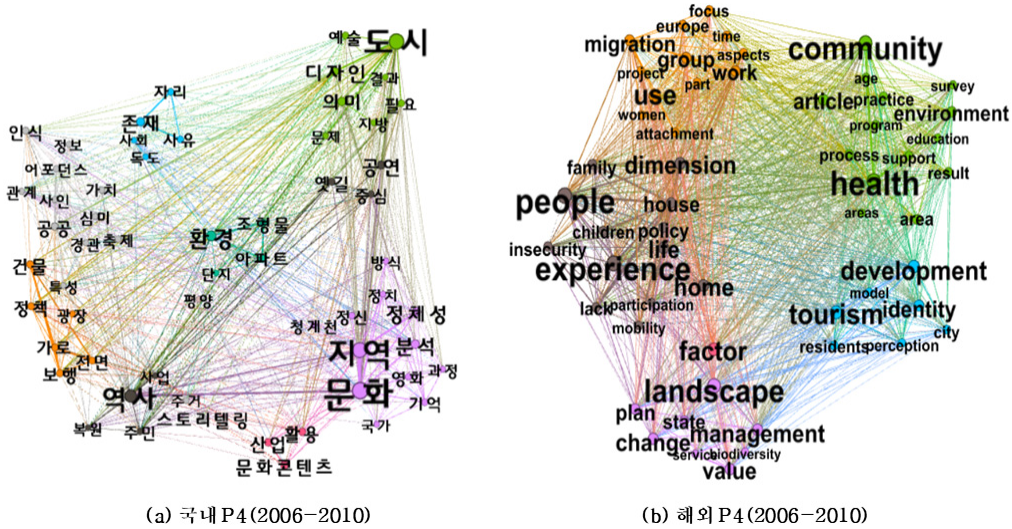 예술
도시
디자인
결과
자리
의미
필요
존재
지방
인식
사회
사유
문제
정보
독도
공연
어포던스
옛길
관계
가치
중심
사인
심미
공공
조형물
경관
축제
환경
아파트
건물
단지
방식
특성
평양
정치
정책
광장
정신
정체성
청계천
가로
지역
분석
전면
보행
사업
영화
과정
역사
주거
문화
기억
스토리텔링
복원
주민
국가
산업
활용
문화콘텐츠
(a) 국내 P4(2006-2010)
focus
europe
time
migration
community
aspects
group
project
work
age
part
survey
use
article
practice
women
environment
program
attachment
education
process
support
family
dimension
result
health
people
house
areas
area
children
policy
insecurity
life
experience
development
home
model
lack
participation
tourism
identity
mobility
city
factor
residents
perception
landscape
plan
state
management
change
service
biodiversity
value
(b) 해외 P4(2006-2010)